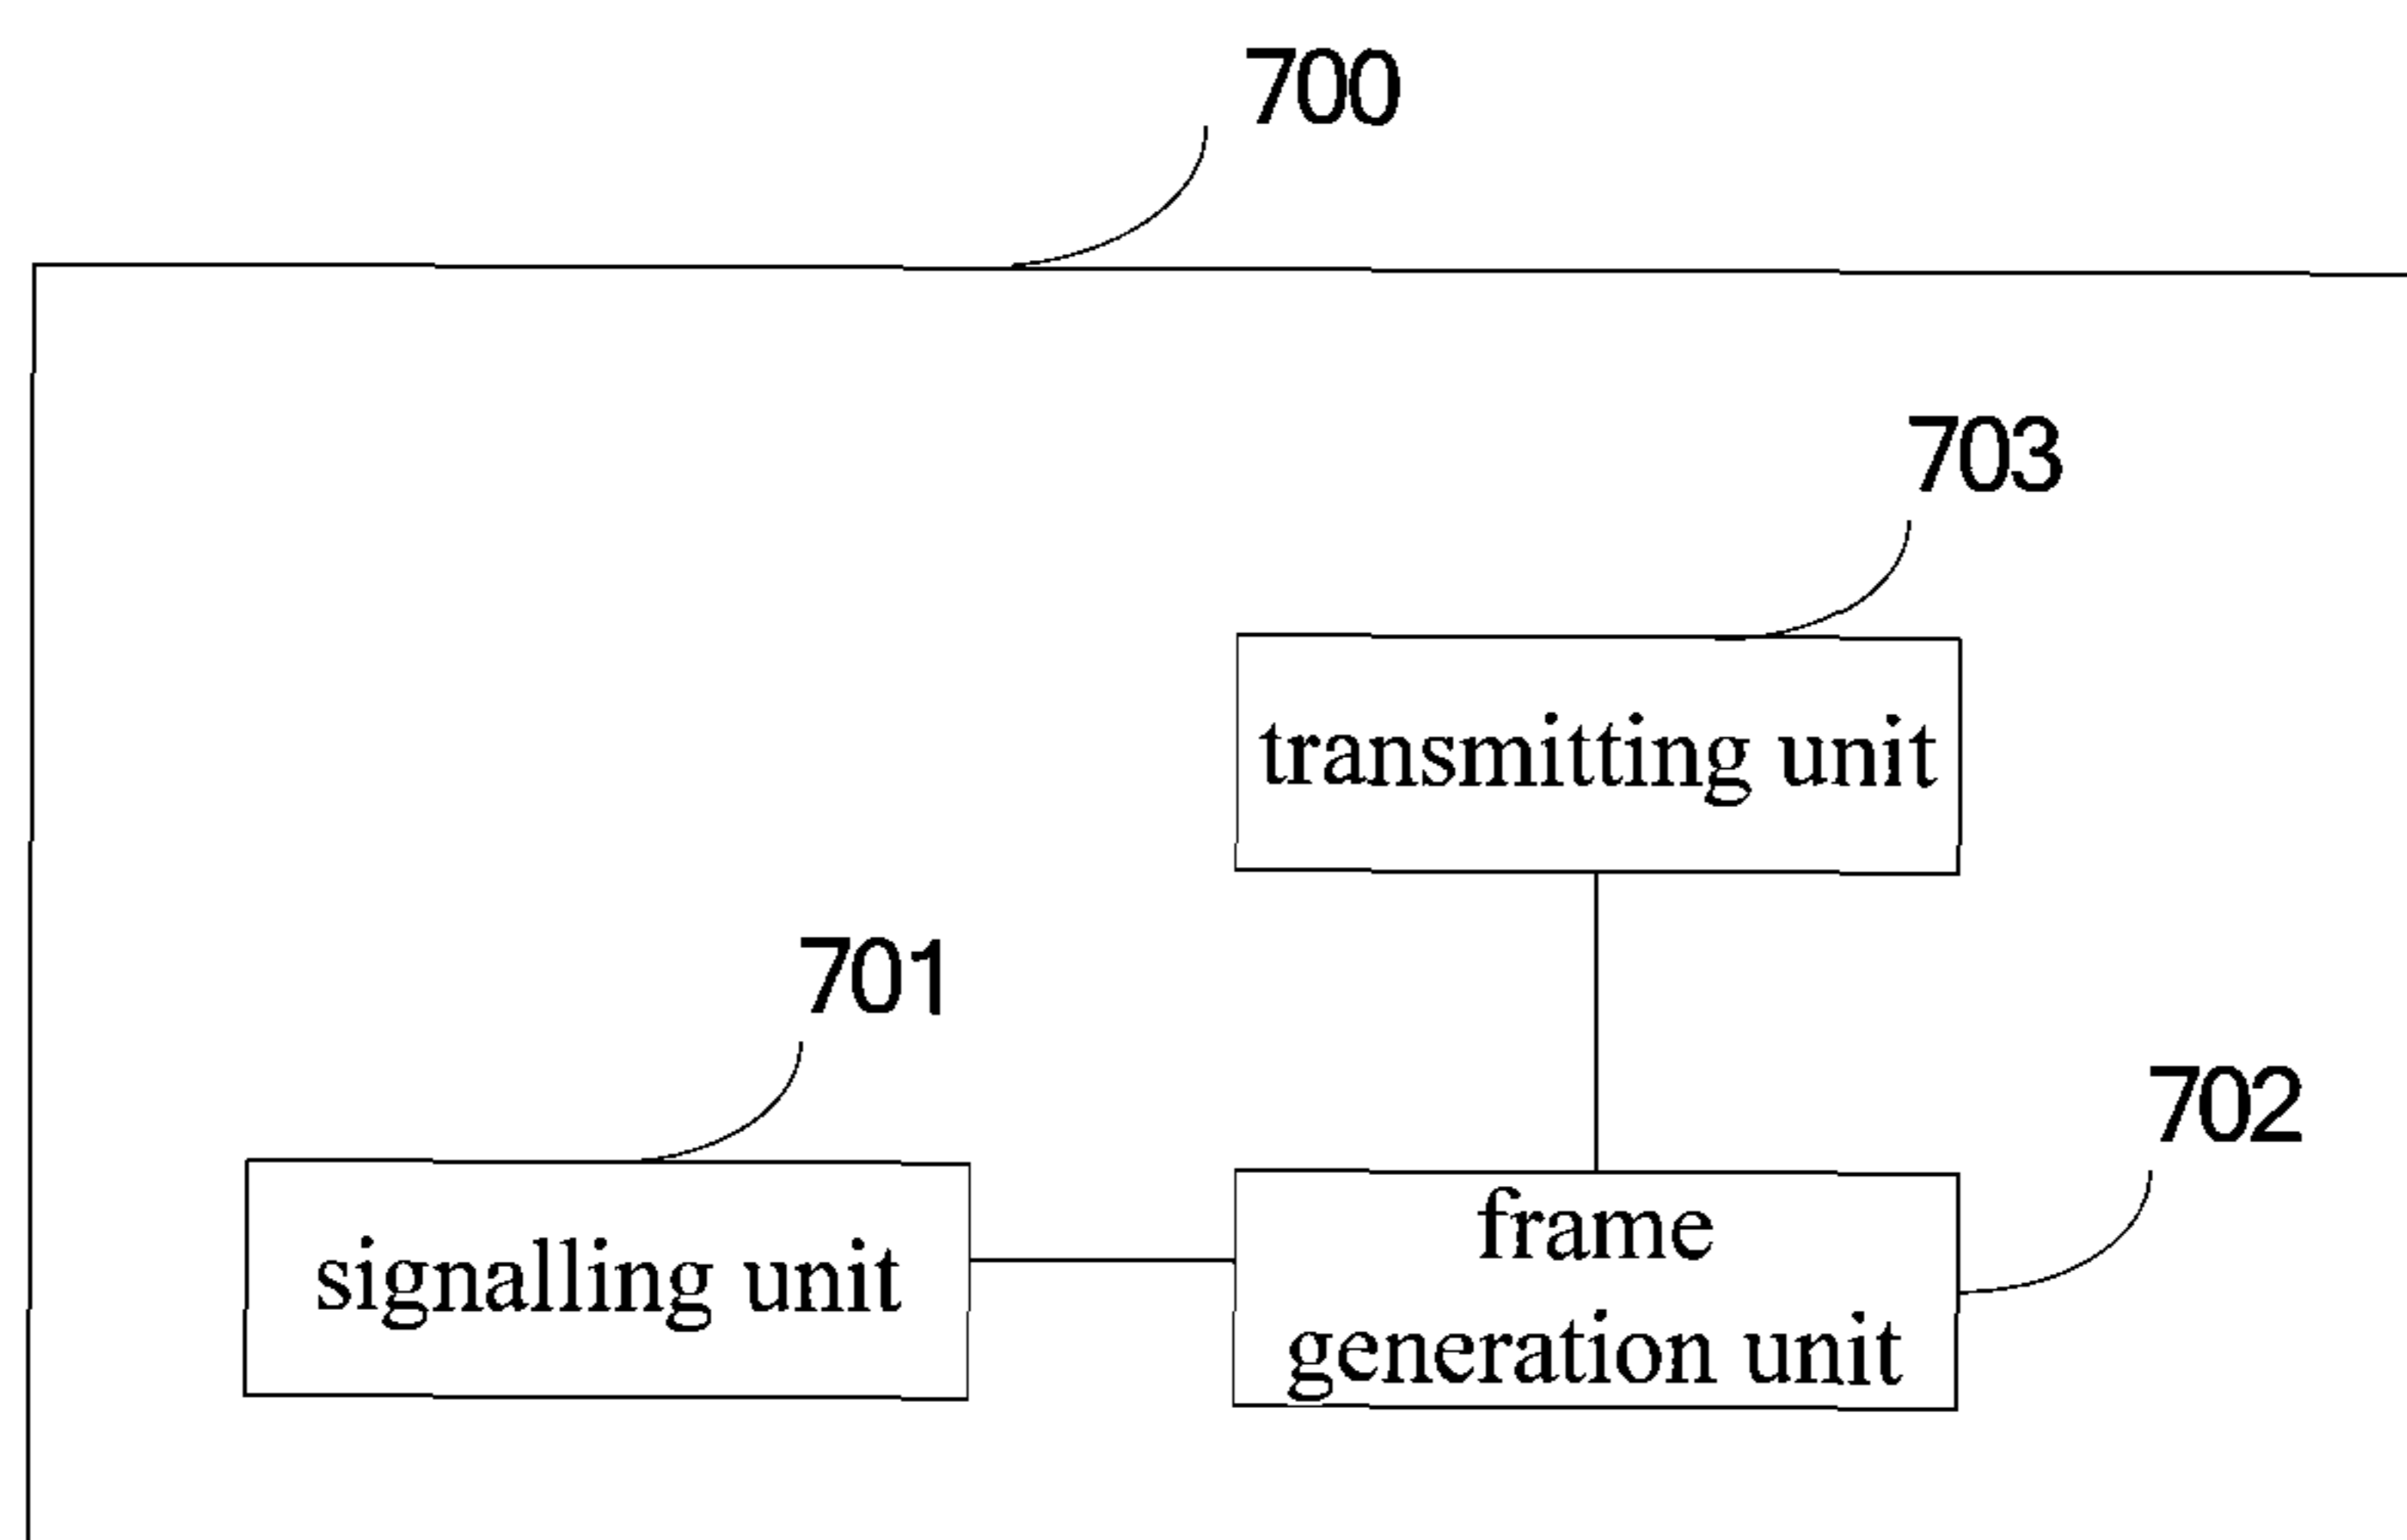 700
703
transmitting unit
701
702
signalling unit
frame
generation unit